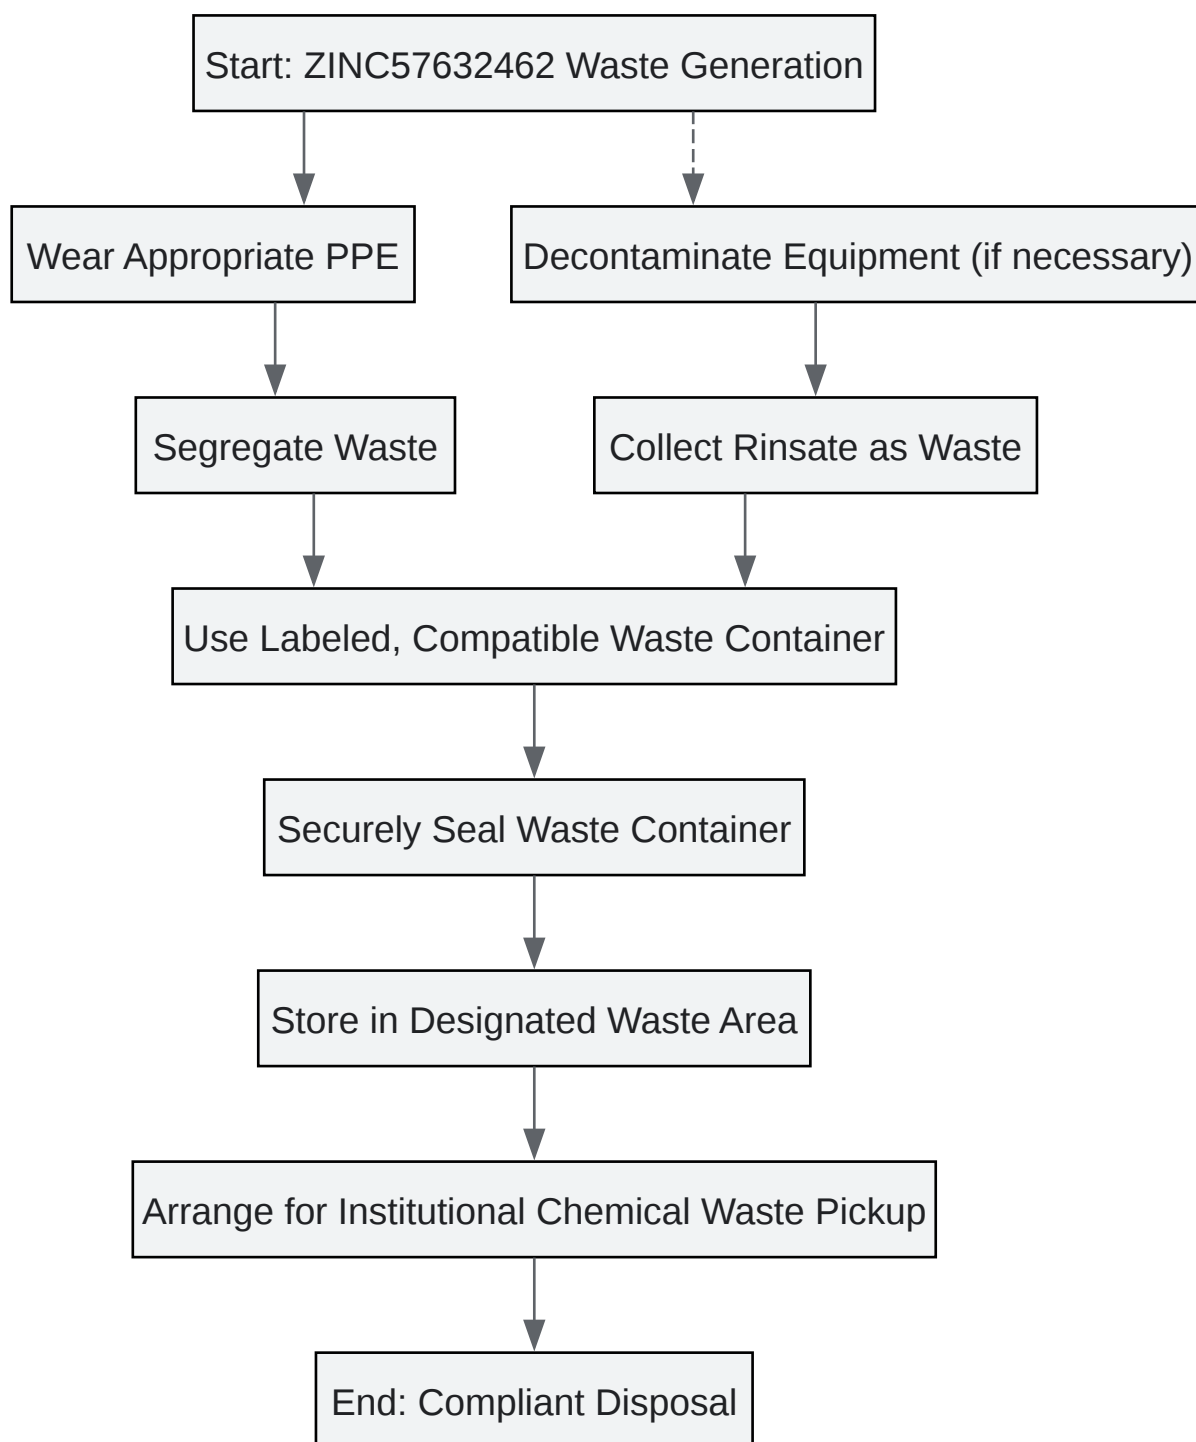 Start: ZINC57632462 Waste Generation
Wear Appropriate PPE
Decontaminate Equipment (if necessary)
Segregate Waste
Collect Rinsate as Waste
Use Labeled, Compatible Waste Container
Securely Seal Waste Container
Store in Designated Waste Area
Arrange for Institutional Chemical Waste Pickup
End: Compliant Disposal